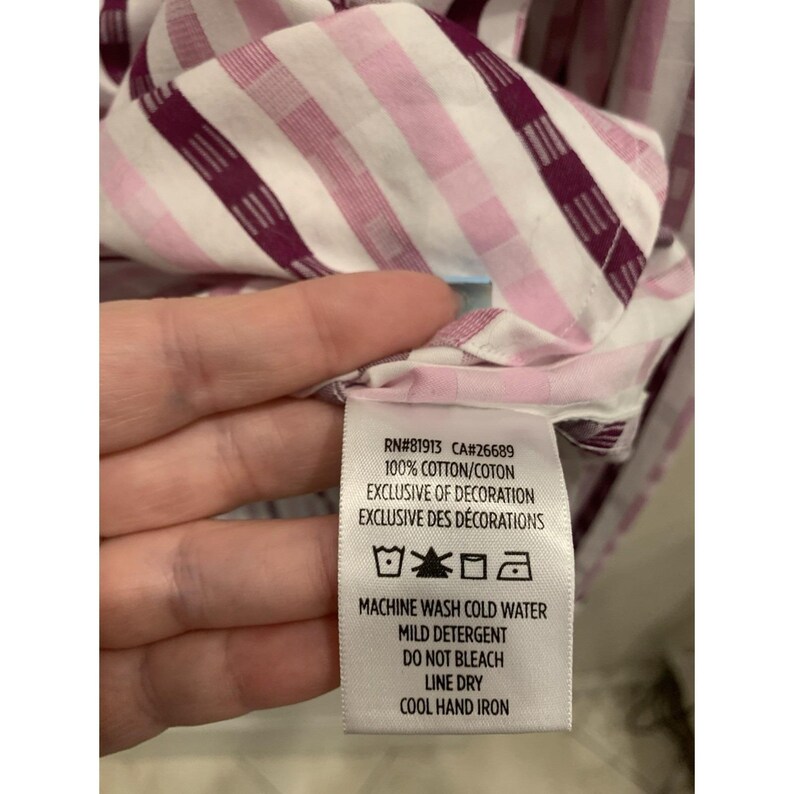 RN#81913 CA#26689
100% COTTON/COTON
EXCLUSIVE OF DECORATION
EXCLUSIVE DES DÉCORATIONS
MACHINE WASH COLD WATER
MILD DETERGENT
DO NOT BLEACH
LINE DRY
COOL HAND IRON